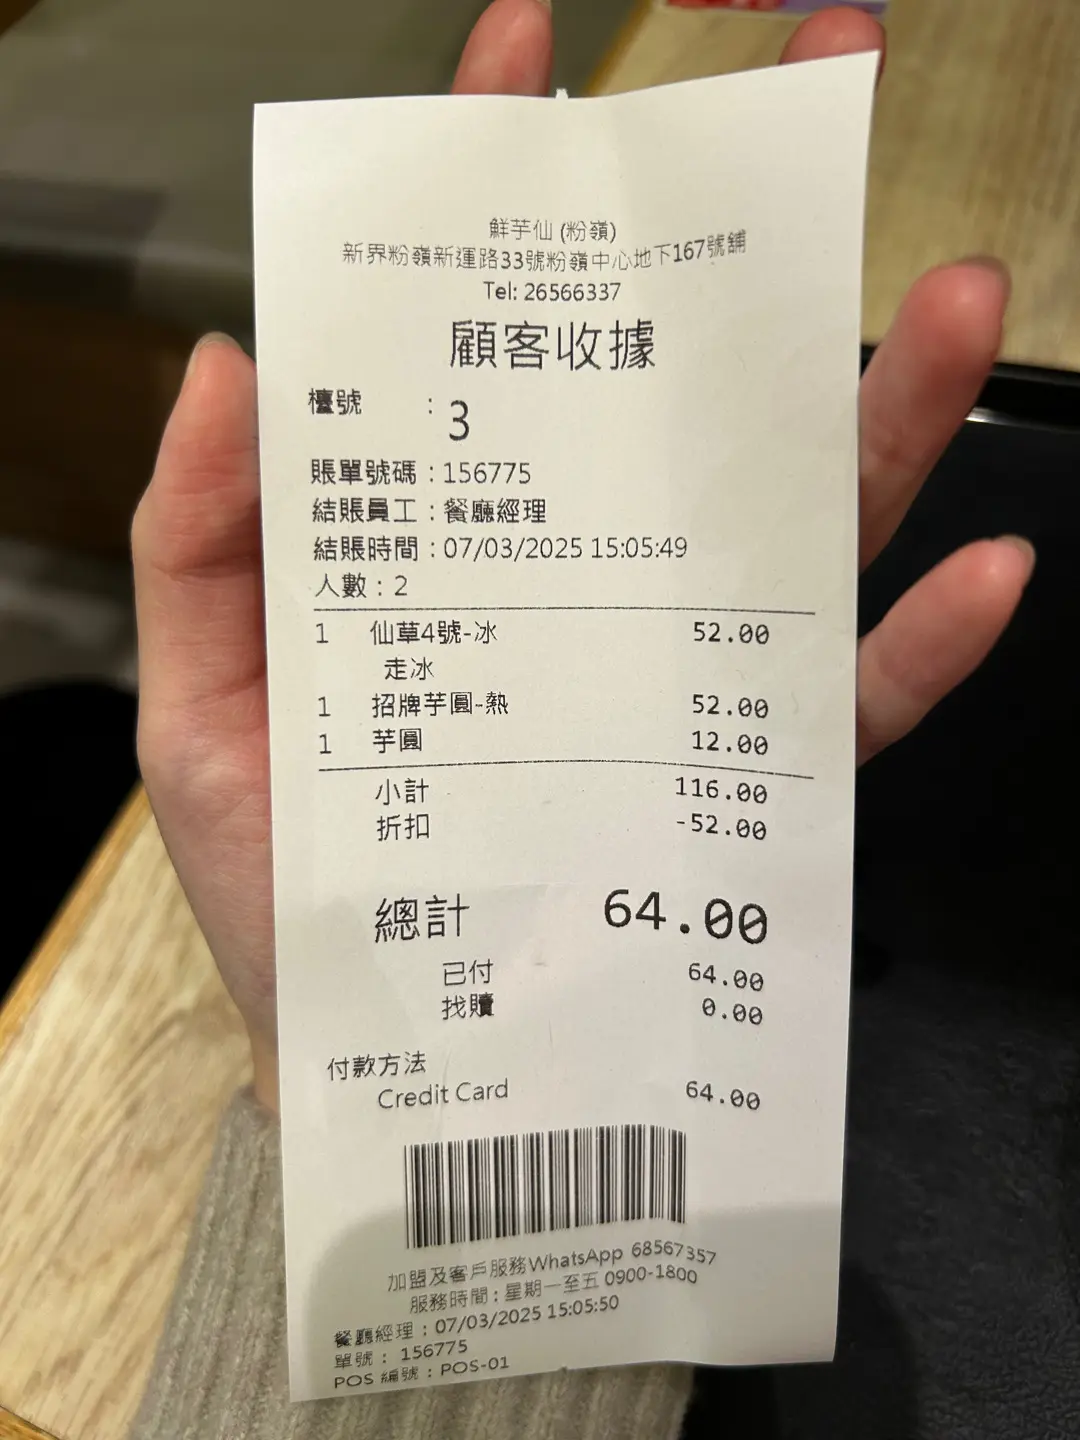 鮮芋仙 (粉嶺)
新界粉嶺新運路33號粉嶺中心地下167號舖
Tel: 26566337
顧客收據
檯號 : 3
賬單號碼 : 156775
結賬員工 : 餐廳經理
結賬時間 : 07/03/2025 15:05:49
人數 : 2
1 仙草4號-冰 52.00
走冰
1 招牌芋圓-熱 52.00
1 芋圓 12.00
小計 116.00
折扣 -52.00
總計 64.00
已付 64.00
找贖 0.00
付款方法
Credit Card 64.00
加盟及客戶服務WhatsApp 68567357
服務時間 : 星期一至五 0900-1800
餐廳經理 : 07/03/2025 15:05:50
單號 : 156775
POS 編號 : POS-01